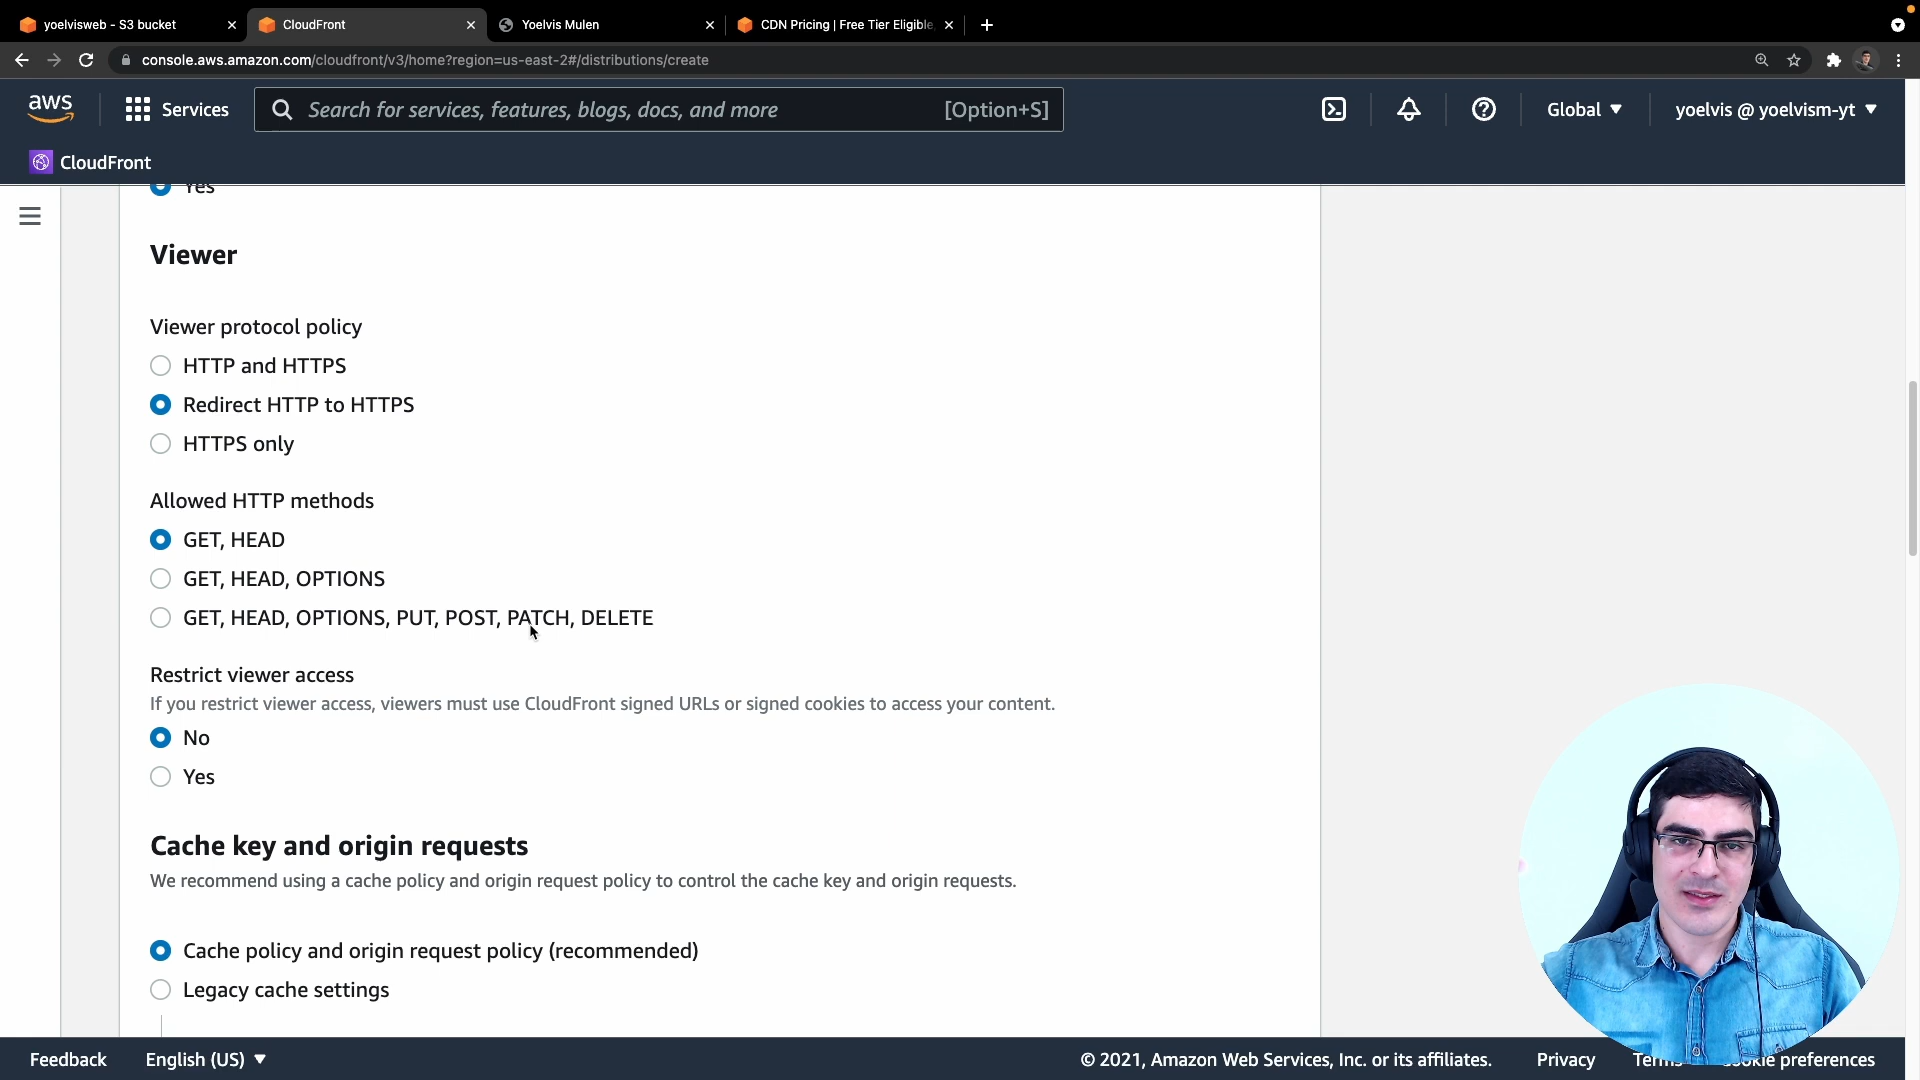 yoelvisweb - S3 bucket
CloudFront
Yoelvis Mulen
CDN Pricing | Free Tier Eligible,
console.aws.amazon.com/cloudfront/v3/home?region=us-east-2#/distributions/create
aws
Services
Search for services, features, blogs, docs, and more
[Option+S]
Global
yoelvis @ yoelvism-yt
CloudFront
Yes
Viewer
Viewer protocol policy
HTTP and HTTPS
Redirect HTTP to HTTPS
HTTPS only
Allowed HTTP methods
GET, HEAD
GET, HEAD, OPTIONS
GET, HEAD, OPTIONS, PUT, POST, PATCH, DELETE
Restrict viewer access
If you restrict viewer access, viewers must use CloudFront signed URLs or signed cookies to access your content.
No
Yes
Cache key and origin requests
We recommend using a cache policy and origin request policy to control the cache key and origin requests.
Cache policy and origin request policy (recommended)
Legacy cache settings
Feedback
English (US)
© 2021, Amazon Web Services, Inc. or its affiliates.
Privacy
Terms
preferences